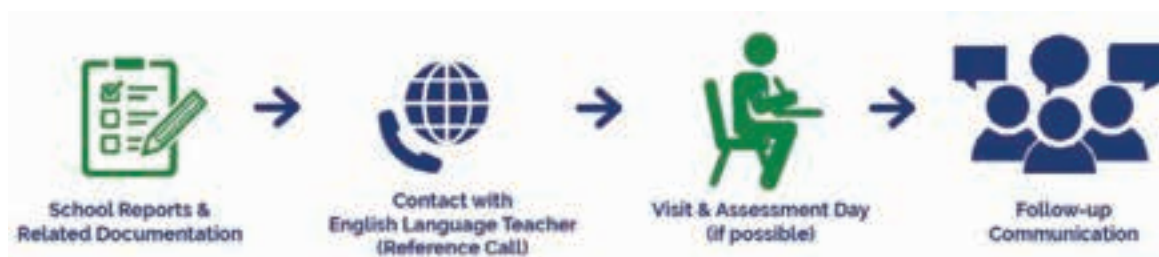 School Reports &
Related Documentation
Contact with
English Language Teacher
(Reference Call)
Visit & Assessment Day
(if possible)
Follow-up
Communication